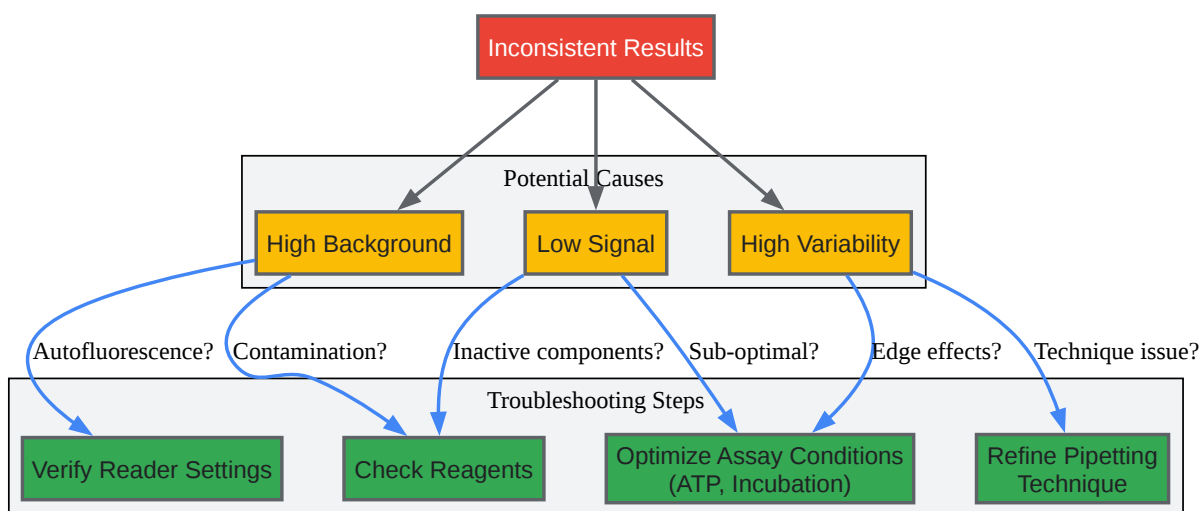 Inconsistent Results
Potential Causes
High Background
Low Signal
High Variability
Autofluorescence?
Contamination?
Inactive components?
Sub-optimal?
Edge effects?
Technique issue?
Troubleshooting Steps
Verify Reader Settings
Check Reagents
Optimize Assay Conditions
(ATP, Incubation)
Refine Pipetting
Technique